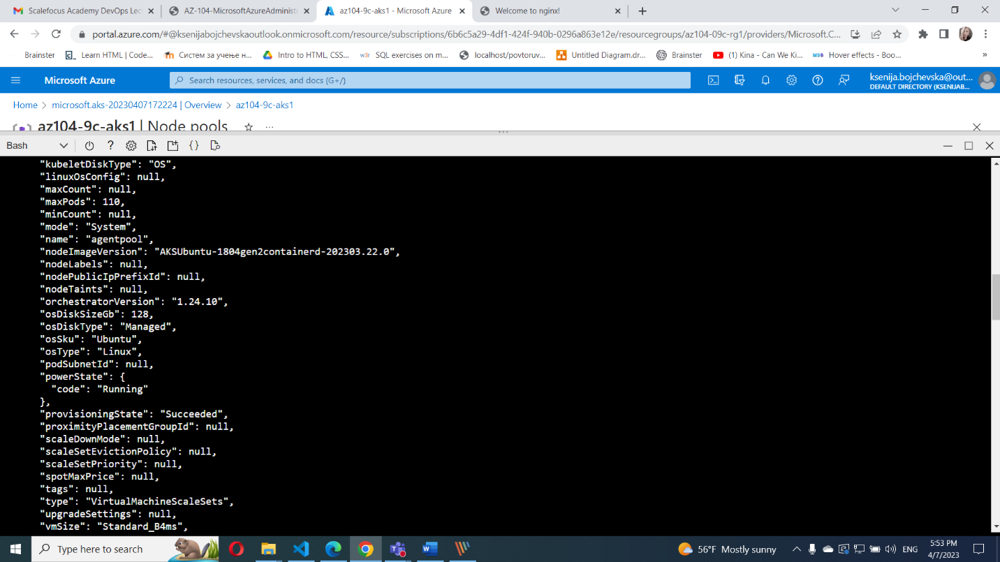 Scalefocus Academy DevOps Lec
AZ-104-MicrosoftAzureAdministr
az104-9c-aks1 - Microsoft Azure
Welcome to nginx!
portal.azure.com/#@ksenijabojchevskaoutlook.onmicrosoft.com/resource/subscriptions/6b6c5a29-4df1-424f-940b-0296a863e12e/resourcegroups/az104-09c-rg1/providers/Microsoft.C...
Brainster
Learn HTML | Code...
Систем за учење н...
Intro to HTML, CSS...
w3r SQL exercises on m...
localhost/povtoruv...
Untitled Diagram.dr...
Brainster
(1) Kina - Can We Ki...
MDB Hover effects - Boo...
»
Microsoft Azure
Search resources, services, and docs (G+/)
ksenija.bojchevska@out...
DEFAULT DIRECTORY (KSENIJAB...
Home > microsoft.aks-20230407172224 | Overview > az104-9c-aks1
az104-9c-aks1 | Node pools
Bash
"kubeletDiskType": "OS",
"linuxOsConfig": null,
"maxCount": null,
"maxPods": 110,
"minCount": null,
"mode": "System",
"name": "agentpool",
"nodeImageVersion": "AKSUbuntu-1804gen2containerd-202303.22.0",
"nodeLabels": null,
"nodePublicIpPrefixId": null,
"nodeTaints": null,
"orchestratorVersion": "1.24.10",
"osDiskSizeGb": 128,
"osDiskType": "Managed",
"osSku": "Ubuntu",
"osType": "Linux",
"podSubnetId": null,
"powerState": {
"code": "Running"
},
"provisioningState": "Succeeded",
"proximityPlacementGroupId": null,
"scaleDownMode": null,
"scaleSetEvictionPolicy": null,
"scaleSetPriority": null,
"spotMaxPrice": null,
"tags": null,
"type": "VirtualMachineScaleSets",
"upgradeSettings": null,
"vmSize": "Standard_B4ms",
Type here to search
56°F Mostly sunny
ENG
5:53 PM
4/7/2023